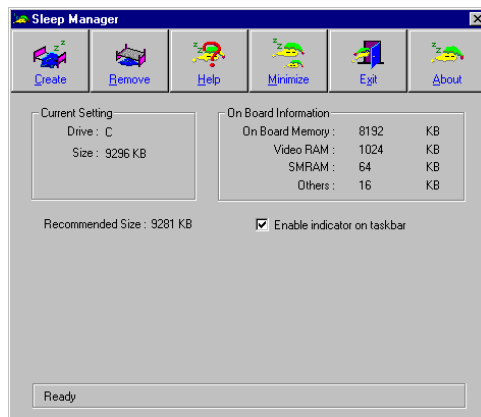 Sleep Manager
Create Remove Help Minimize Exit About
Current Setting
Drive : C
Size : 9296 KB
On Board Information
On Board Memory : 8192 KB
Video RAM : 1024 KB
SMRAM : 64 KB
Others : 16 KB
Recommended Size : 9281 KB
Enable indicator on taskbar
Ready